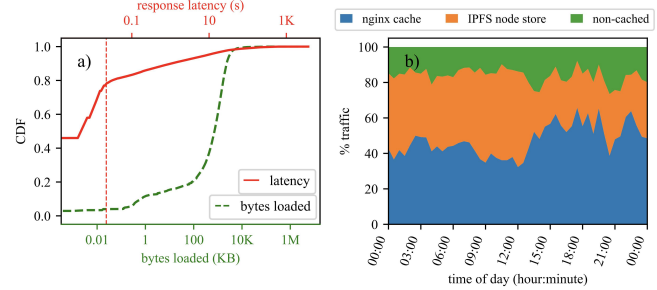 response latency (s)
0.1 10 1K
a)
CDF
1.0
0.8
0.6
0.4
0.2
0.0
latency
bytes loaded
0.01 1 100 10K 1M
bytes loaded (KB)
nginx cache IPFS node store non-cached
b)
% traffic
100
80
60
40
20
0
00:00 03:00 06:00 09:00 12:00 15:00 18:00 21:00 00:00
time of day (hour:minute)